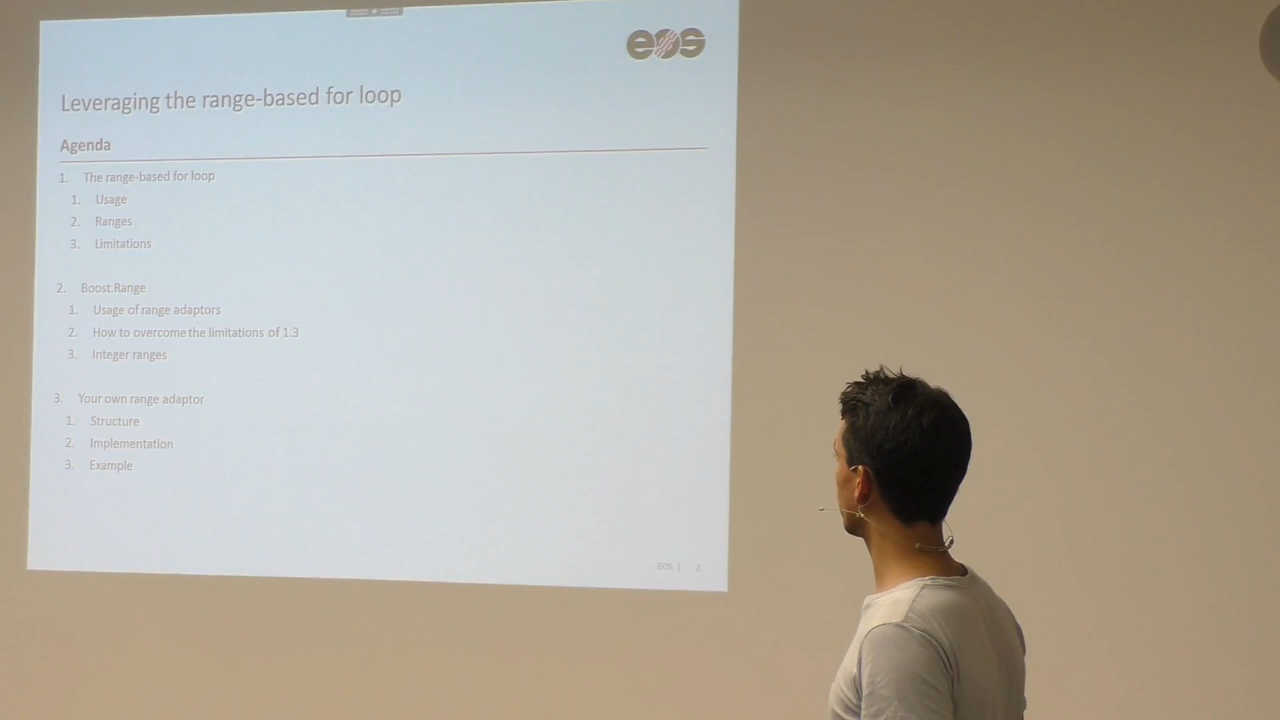 eos
Leveraging the range-based for loop
Agenda
1. The range-based for loop
1. Usage
2. Ranges
3. Limitations
2. Boost.Range
1. Usage of range adaptors
2. How to overcome the limitations of 1.3
3. Integer ranges
3. Your own range adaptor
1. Structure
2. Implementation
3. Example
EOS | 2